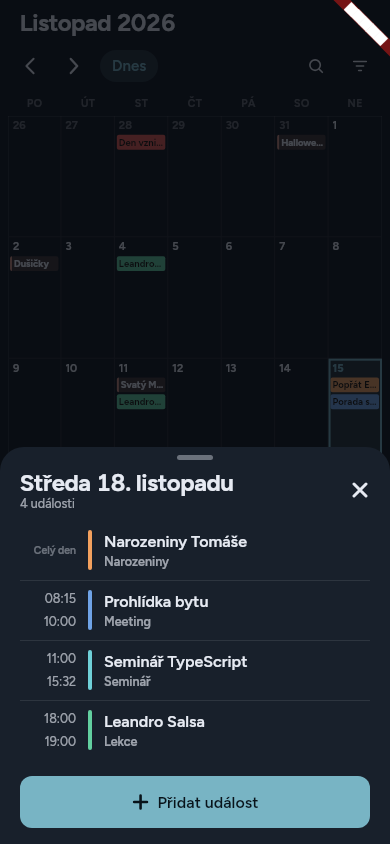 Listopad 2026
Dnes
PO ÚT ST ČT PÁ SO NE
26 27 28 29 30 31 1
Den vzni... Hallowe...
2 3 4 5 6 7 8
Dušičky Leandro...
9 10 11 12 13 14 15
Svatý M... Popřát E...
Leandro... Porada s...
Středa 18. listopadu
4 události
Celý den
Narozeniny Tomáše
Narozeniny
08:15 Prohlídka bytu
10:00 Meeting
11:00 Seminář TypeScript
15:32 Seminář
18:00 Leandro Salsa
19:00 Lekce
Přidat událost